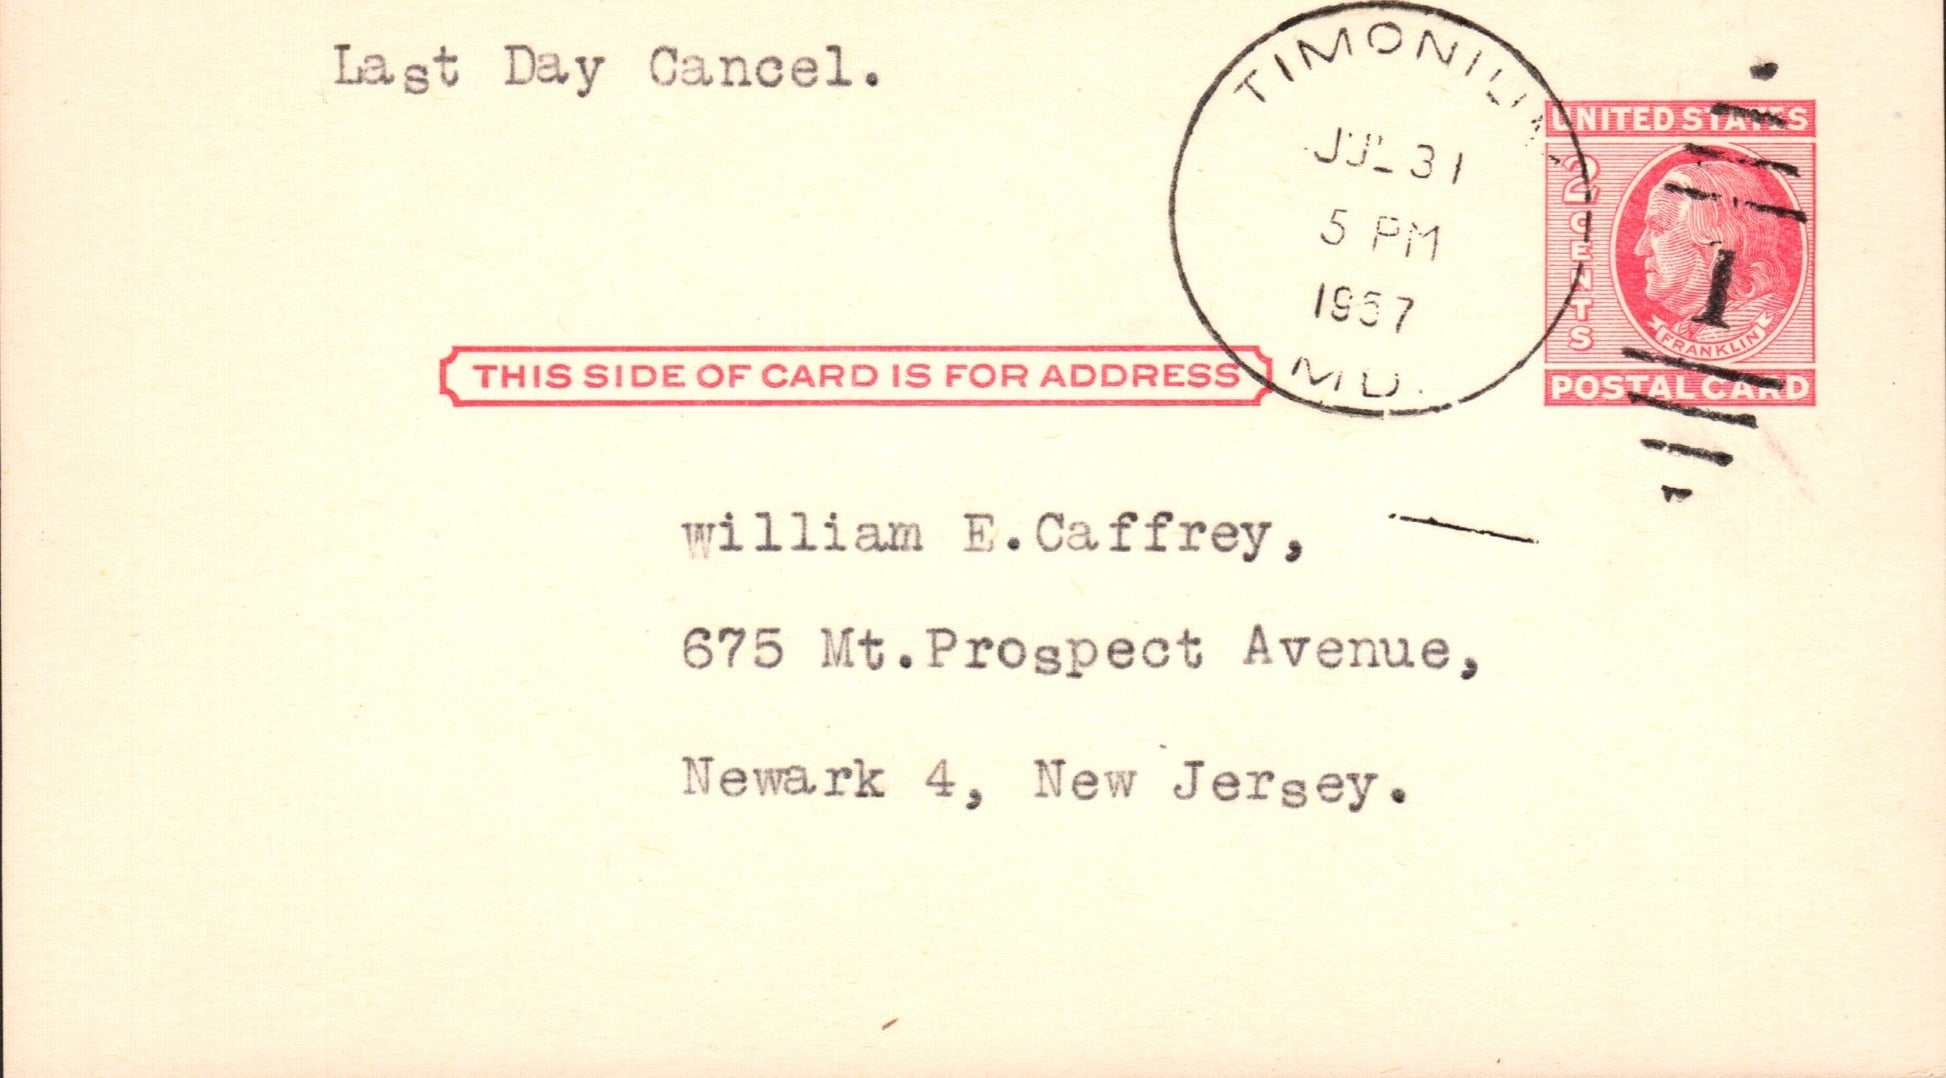 Last Day Cancel.
TIMONIUM
JUL 31
5 PM
1957
MD.
UNITED STATES
2 CENTS
1
FRANKLIN
POSTAL CARD
THIS SIDE OF CARD IS FOR ADDRESS
William E.Caffrey,
675 Mt.Prospect Avenue,
Newark 4, New Jersey.